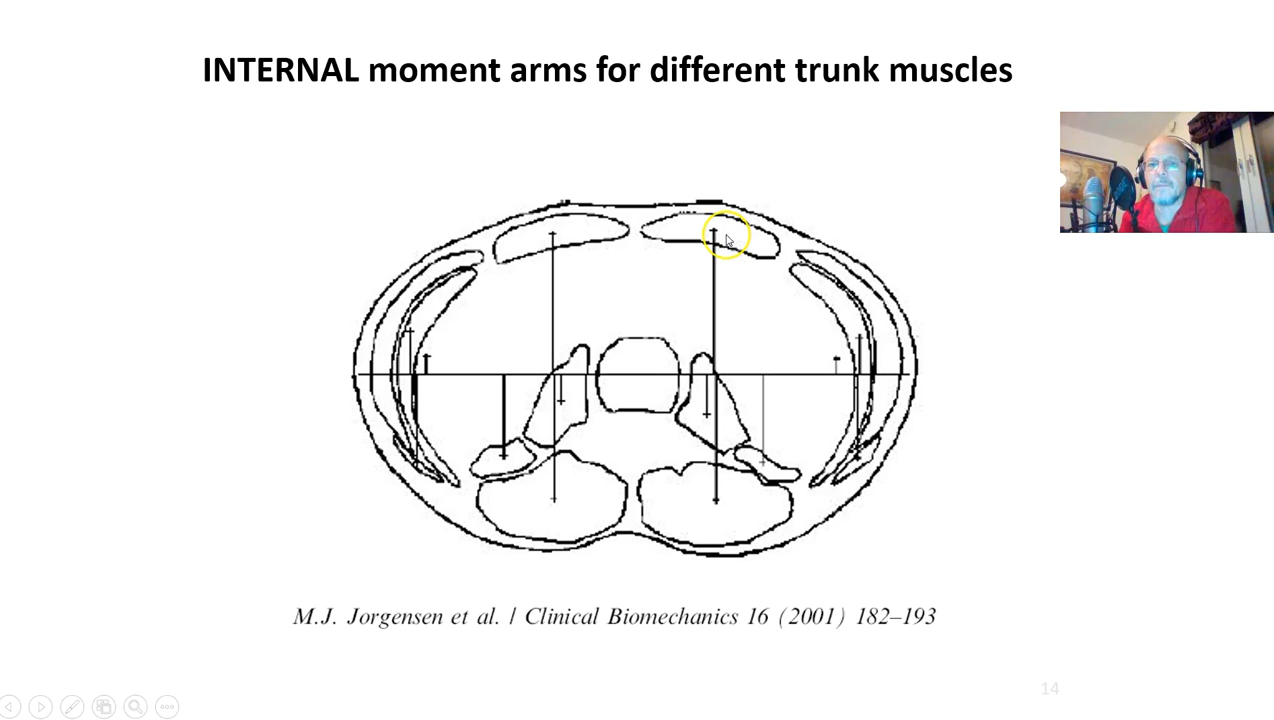 INTERNAL moment arms for different trunk muscles
M.J. Jorgensen et al. / Clinical Biomechanics 16 (2001) 182–193
14